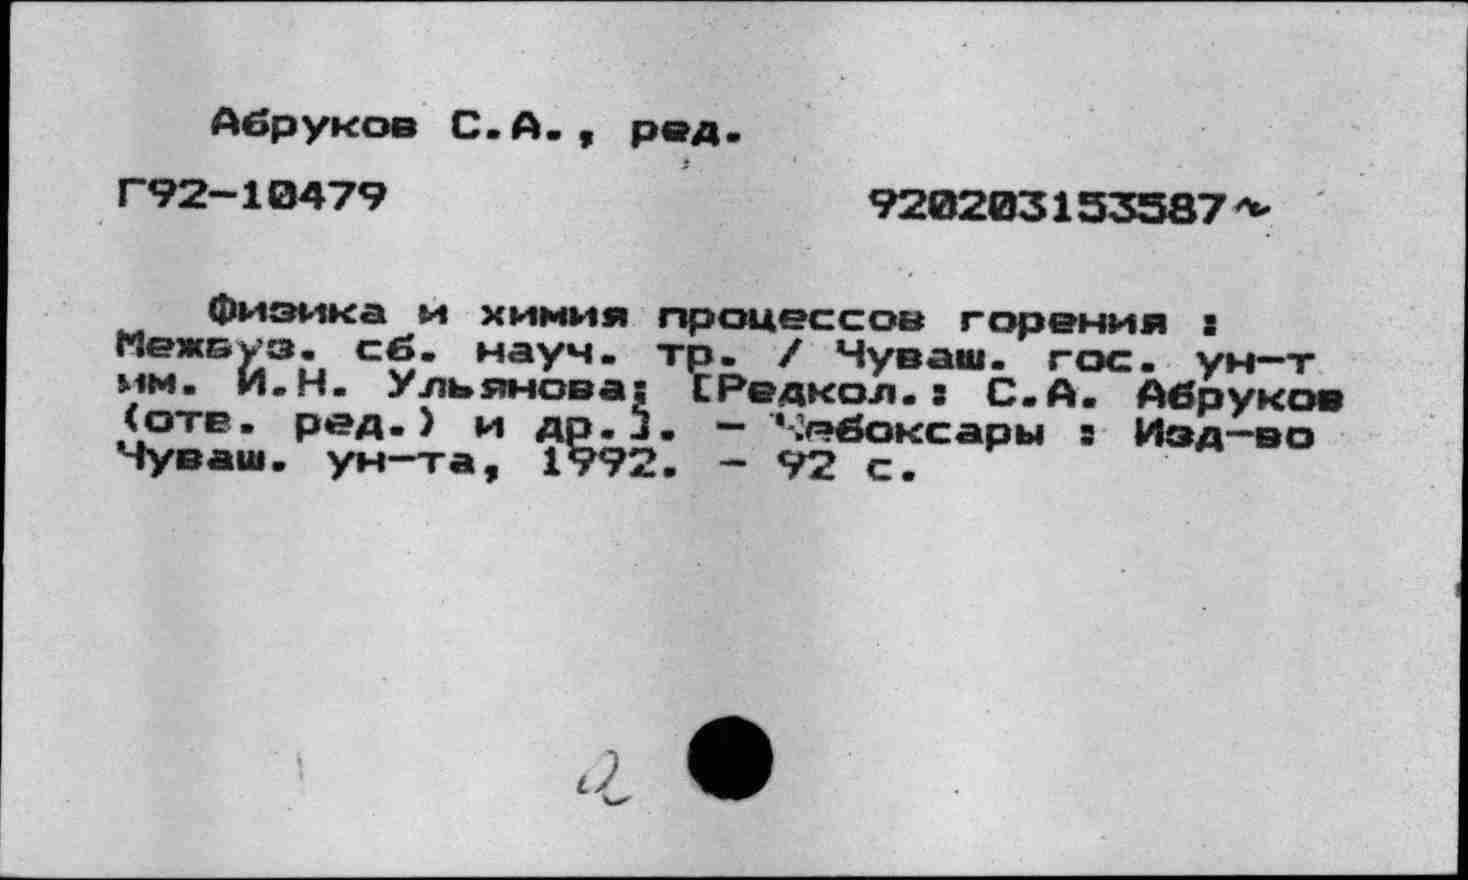 Абруков С.А., ред.
Г92-10479
920203153587
Физика и химия процессов горения :
Межвуз. сб. науч. тр. / Чуваш. гос. ун-т
им. И.Н. Ульянова; [Редкол.: С.А. Абруков
(отв. ред.) и др.]. - Чебоксары : Изд-во
Чуваш. ун-та, 1992. - 92 с.